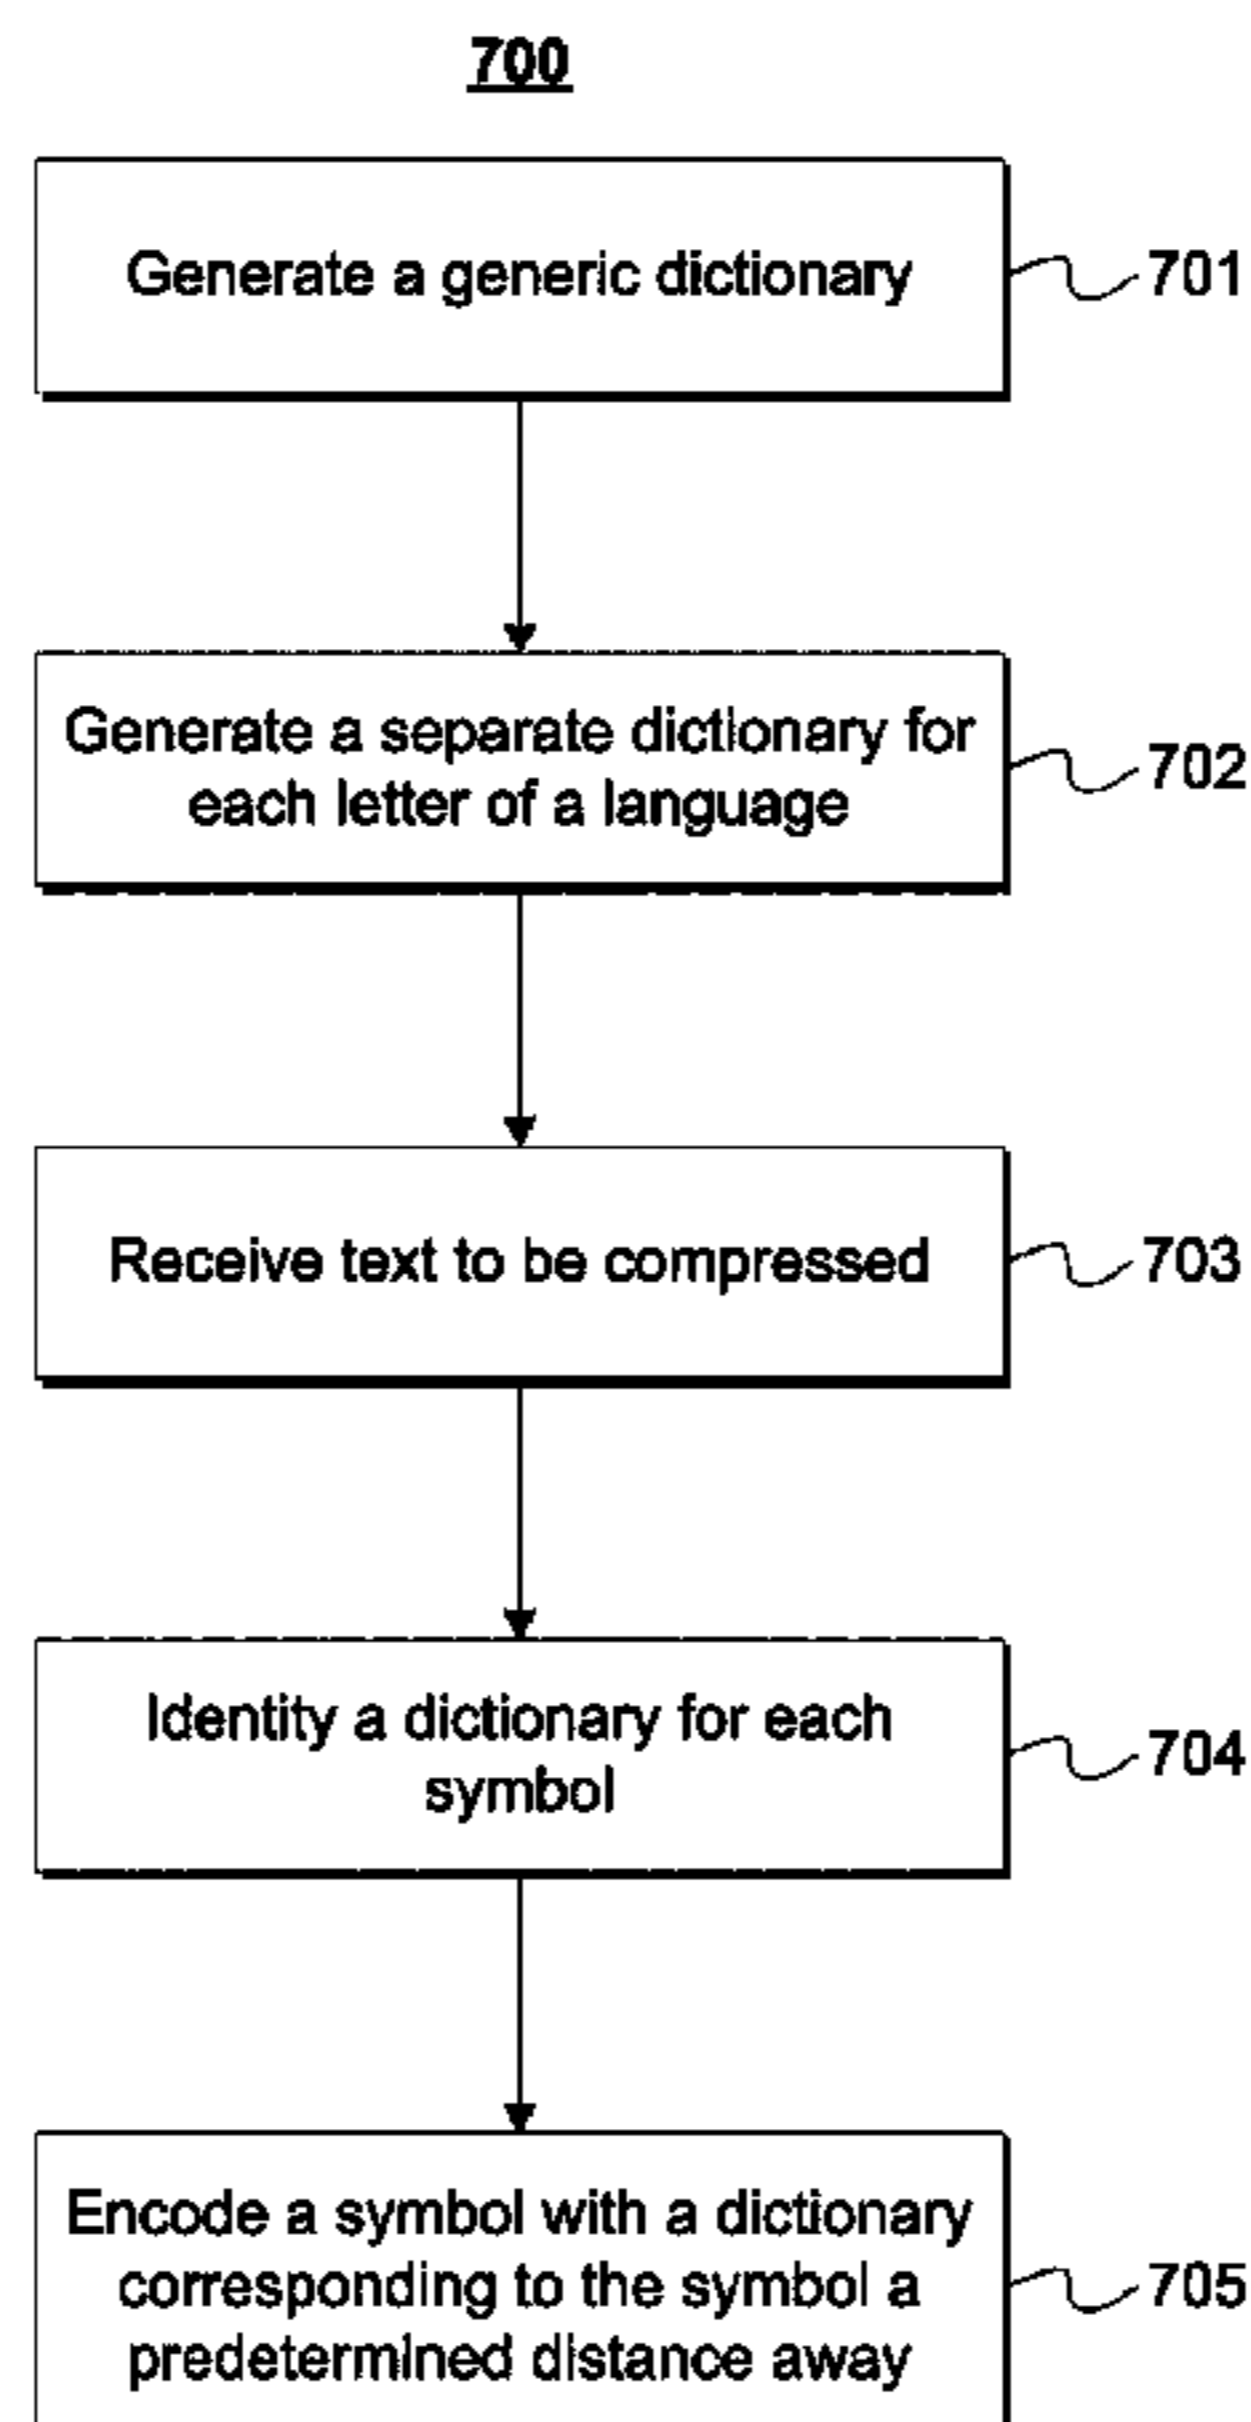 700
Generate a generic dictionary
701
Generate a separate dictionary for
each letter of a language
702
Receive text to be compressed
703
Identity a dictionary for each
symbol
704
Encode a symbol with a dictionary
corresponding to the symbol a
predetermined distance away
705